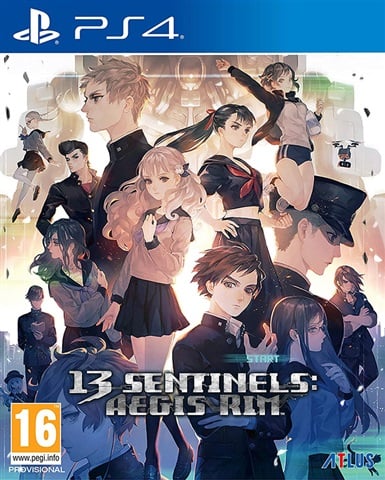 PS4
START
13 SENTINELS:
AEGIS RIM
16
www.pegi.info
PROVISIONAL
ATLUS